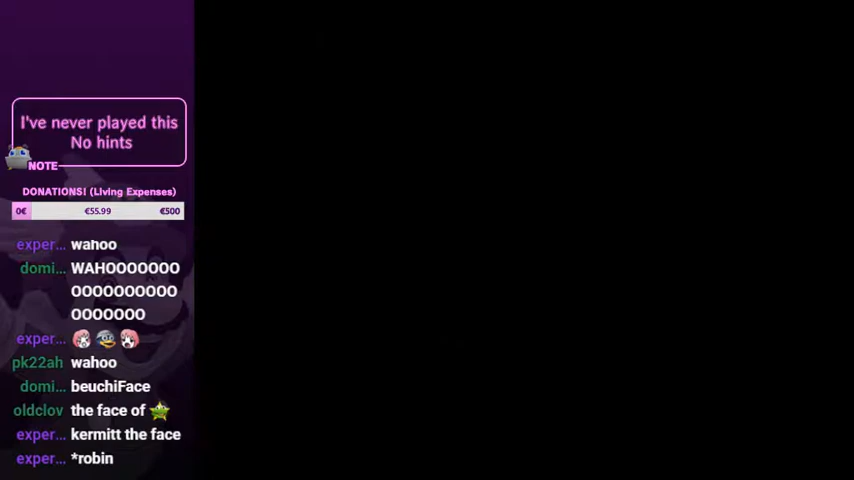 I've never played this
No hints
NOTE
DONATIONS! (Living Expenses)
0€ €55.99 €500
exper... wahoo
domi... WAHOOOOOOO
OOOOOOOOOO
OOOOOOO
exper...
pk22ah wahoo
domi... beuchiFace
oldclov the face of
exper... kermitt the face
exper... *robin